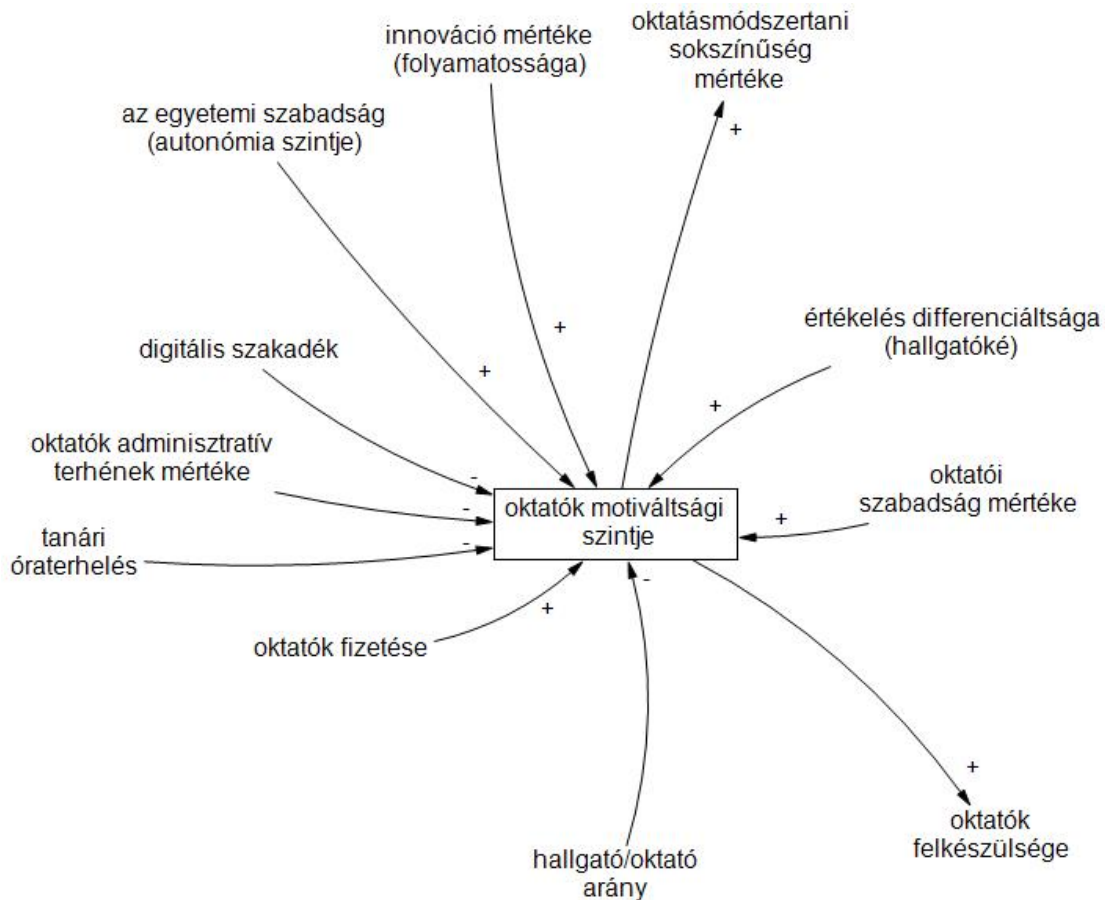 innováció mértéke
(folyamatossága)
oktatásmódszertani
sokszínűség
mértéke
az egyetemi szabadság
(autonómia szintje)
+
+
+
értékelés differenciáltsága
(hallgatóké)
digitális szakadék
+
oktatók adminisztratív
terhének mértéke
-
-
-
oktatók motiváltsági
szintje
oktatói
szabadság mértéke
+
tanári
óraterhelés
oktatók fizetése
+
-
+
oktatók
felkészülsége
hallgató/oktató
arány